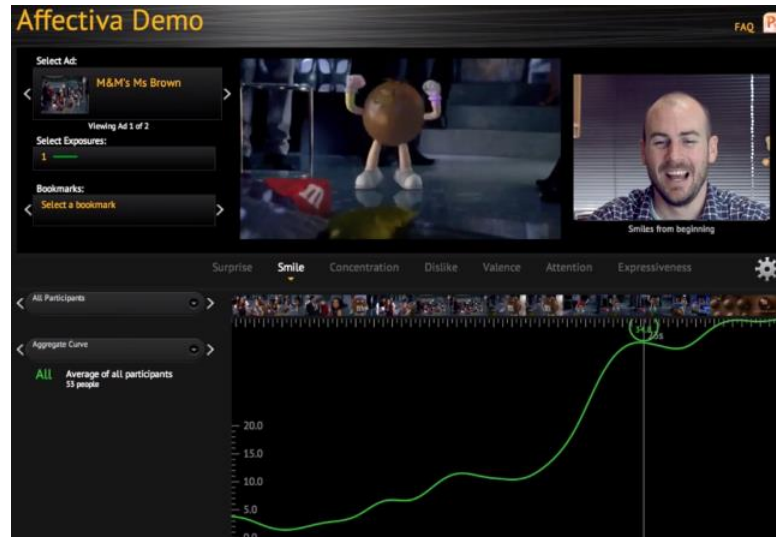 Affectiva Demo
FAQ
Select Ad:
M&M's Ms Brown
Viewing Ad 1 of 2
Select Exposures:
1
Bookmarks:
Select a bookmark
m
Smiles from beginning
Surprise Smile Concentration Dislike Valence Attention Expressiveness
All Participants
Aggregate Curve
All Average of all participants
53 people
20.0
10.0
5.0
0.0